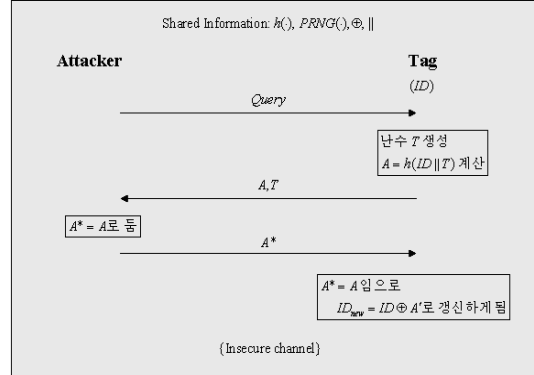 Shared Information: h(·), PRNG(·), ⊕, ||
Attacker Tag
(ID)
Query
난수 T 생성
A = h(ID || T) 계산
A, T
A* = A로 둠
A*
A* = A 임으로
ID_new = ID ⊕ A'로 갱신하게 됨
{Insecure channel}